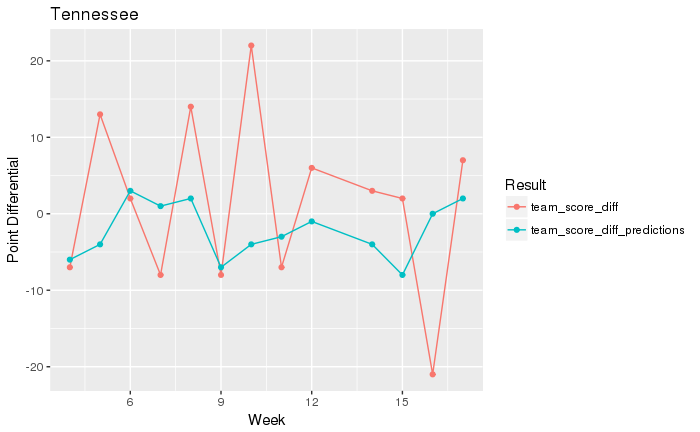 Tennessee
20
10
0
-10
-20
Point Differential
6
9
12
15
Week
Result
team_score_diff
team_score_diff_predictions